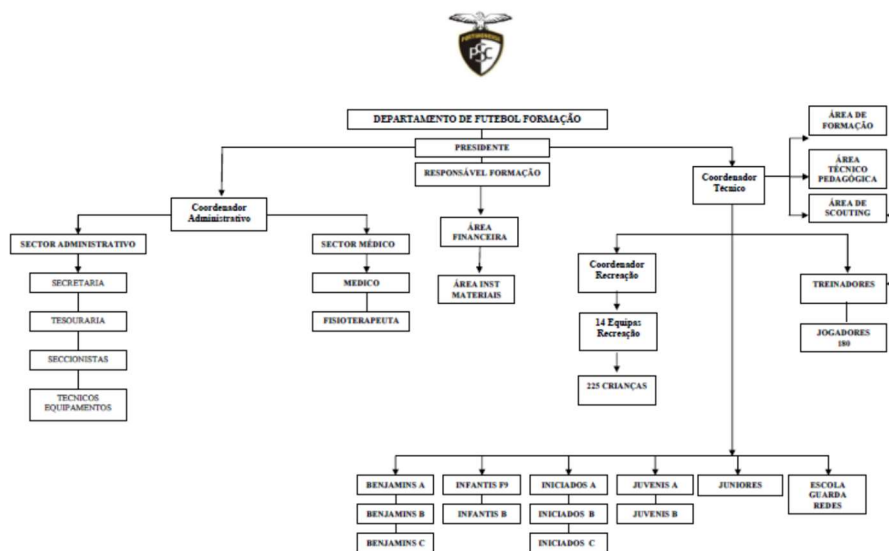 PORTIMONENSE
PSC
DEPARTAMENTO DE FUTEBOL FORMAÇÃO
PRESIDENTE
RESPONSÁVEL FORMAÇÃO
Coordenador
Administrativo
Coordenador
Técnico
ÁREA DE
FORMAÇÃO
ÁREA
TÉCNICO
PEDAGÓGICA
ÁREA DE
SCOUTING
SECTOR ADMINISTRATIVO
SECRETARIA
TESOURARIA
SECCIONISTAS
TECNICOS
EQUIPAMENTOS
SECTOR MÉDICO
MEDICO
FISIOTERAPEUTA
ÁREA
FINANCEIRA
ÁREA INST
MATERIAIS
Coordenador
Recreação
14 Equipas
Recreação
225 CRIANÇAS
TREINADORES
JOGADORES
180
BENJAMINS A
BENJAMINS B
BENJAMINS C
INFANTIS F9
INFANTIS B
INICIADOS A
INICIADOS B
INICIADOS C
JUVENIS A
JUVENIS B
JUNIORES
ESCOLA
GUARDA
REDES